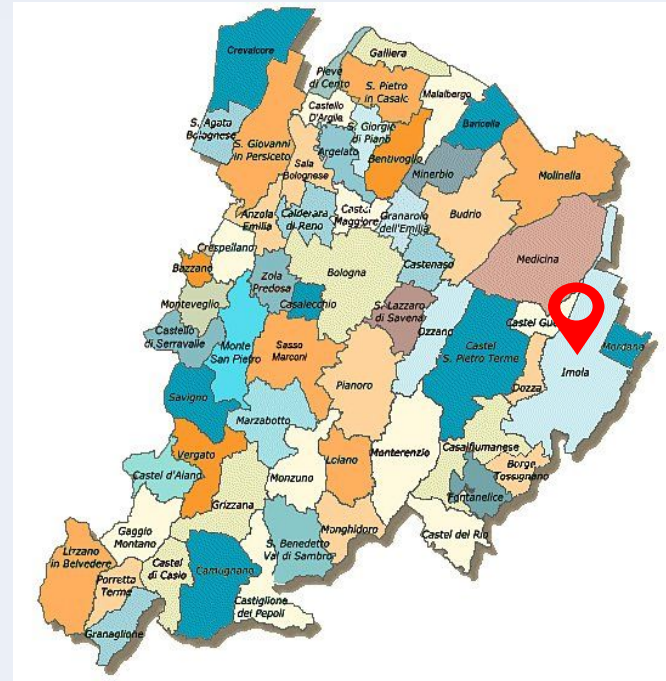 Crevalcore
Galliera
Pieve
di Cento
S. Pietro
in Casale
Malalbergo
Castello
D'Argile
S. Agata
Bolognese
S. Giovanni
in Persiceto
S. Giorgio
di Piano
Baricella
Argelato
Bentivoglio
Sala
Bolognese
Minerbio
Molinella
Anzola
Emilia
Calderara
di Reno
Castel
Maggiore
Granarolo
dell'Emilia
Budrio
Crespellano
Castenaso
Medicina
Bazzano
Zola
Predosa
Bologna
Monteveglio
Casalecchio
S. Lazzaro
di Savena
Ozzano
Castel Gue
Castello
di Serravalle
Monte
San Pietro
Sasso
Marconi
Castel
S. Pietro Terme
Mordana
Imola
Pianoro
Dozza
Savigno
Marzabotto
Monterenzio
Casalfiumanese
Vergato
Loiano
Borgo
Tossignano
Castel d'Aiano
Monzuno
Fontanelice
Grizzana
Gaggio
Montano
Monghidoro
Castel del Rio
Lizzano
in Belvedere
S. Benedetto
Val di Sambro
Castel
di Casio
Camugnano
Porretta
Terme
Castiglione
dei Pepoli
Granaglione